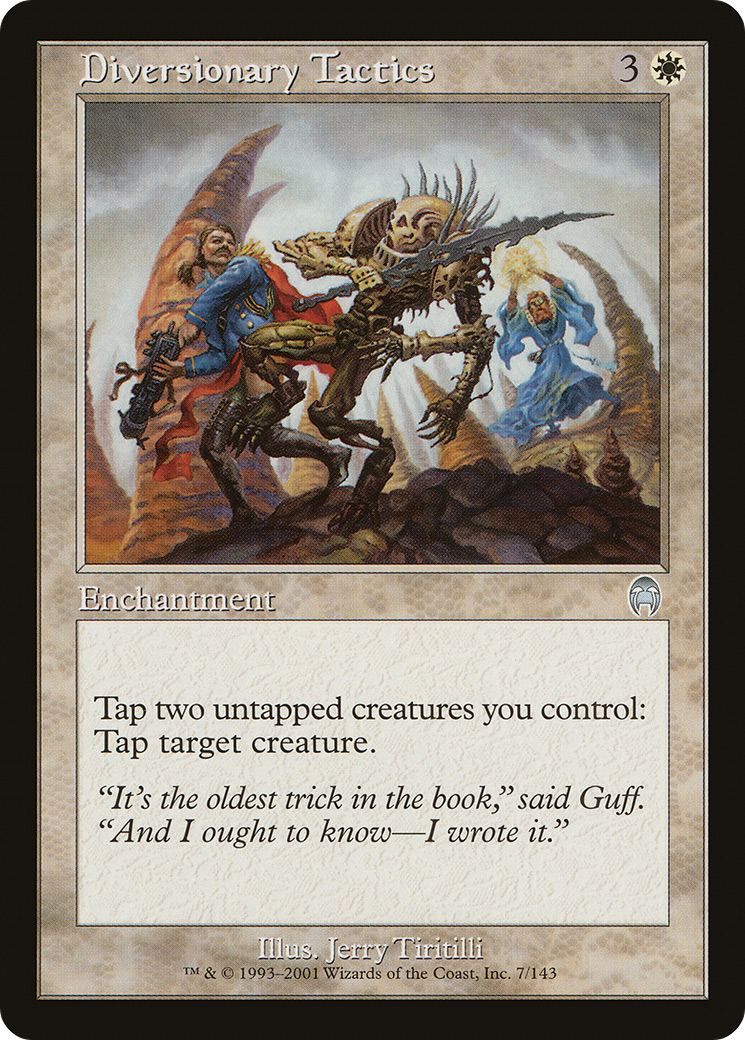 Diversionary Tactics 3
Enchantment
Tap two untapped creatures you control:
Tap target creature.
“It’s the oldest trick in the book,” said Guff.
“And I ought to know—I wrote it.”
Illus. Jerry Tiritilli
™ & © 1993–2001 Wizards of the Coast, Inc. 7/143